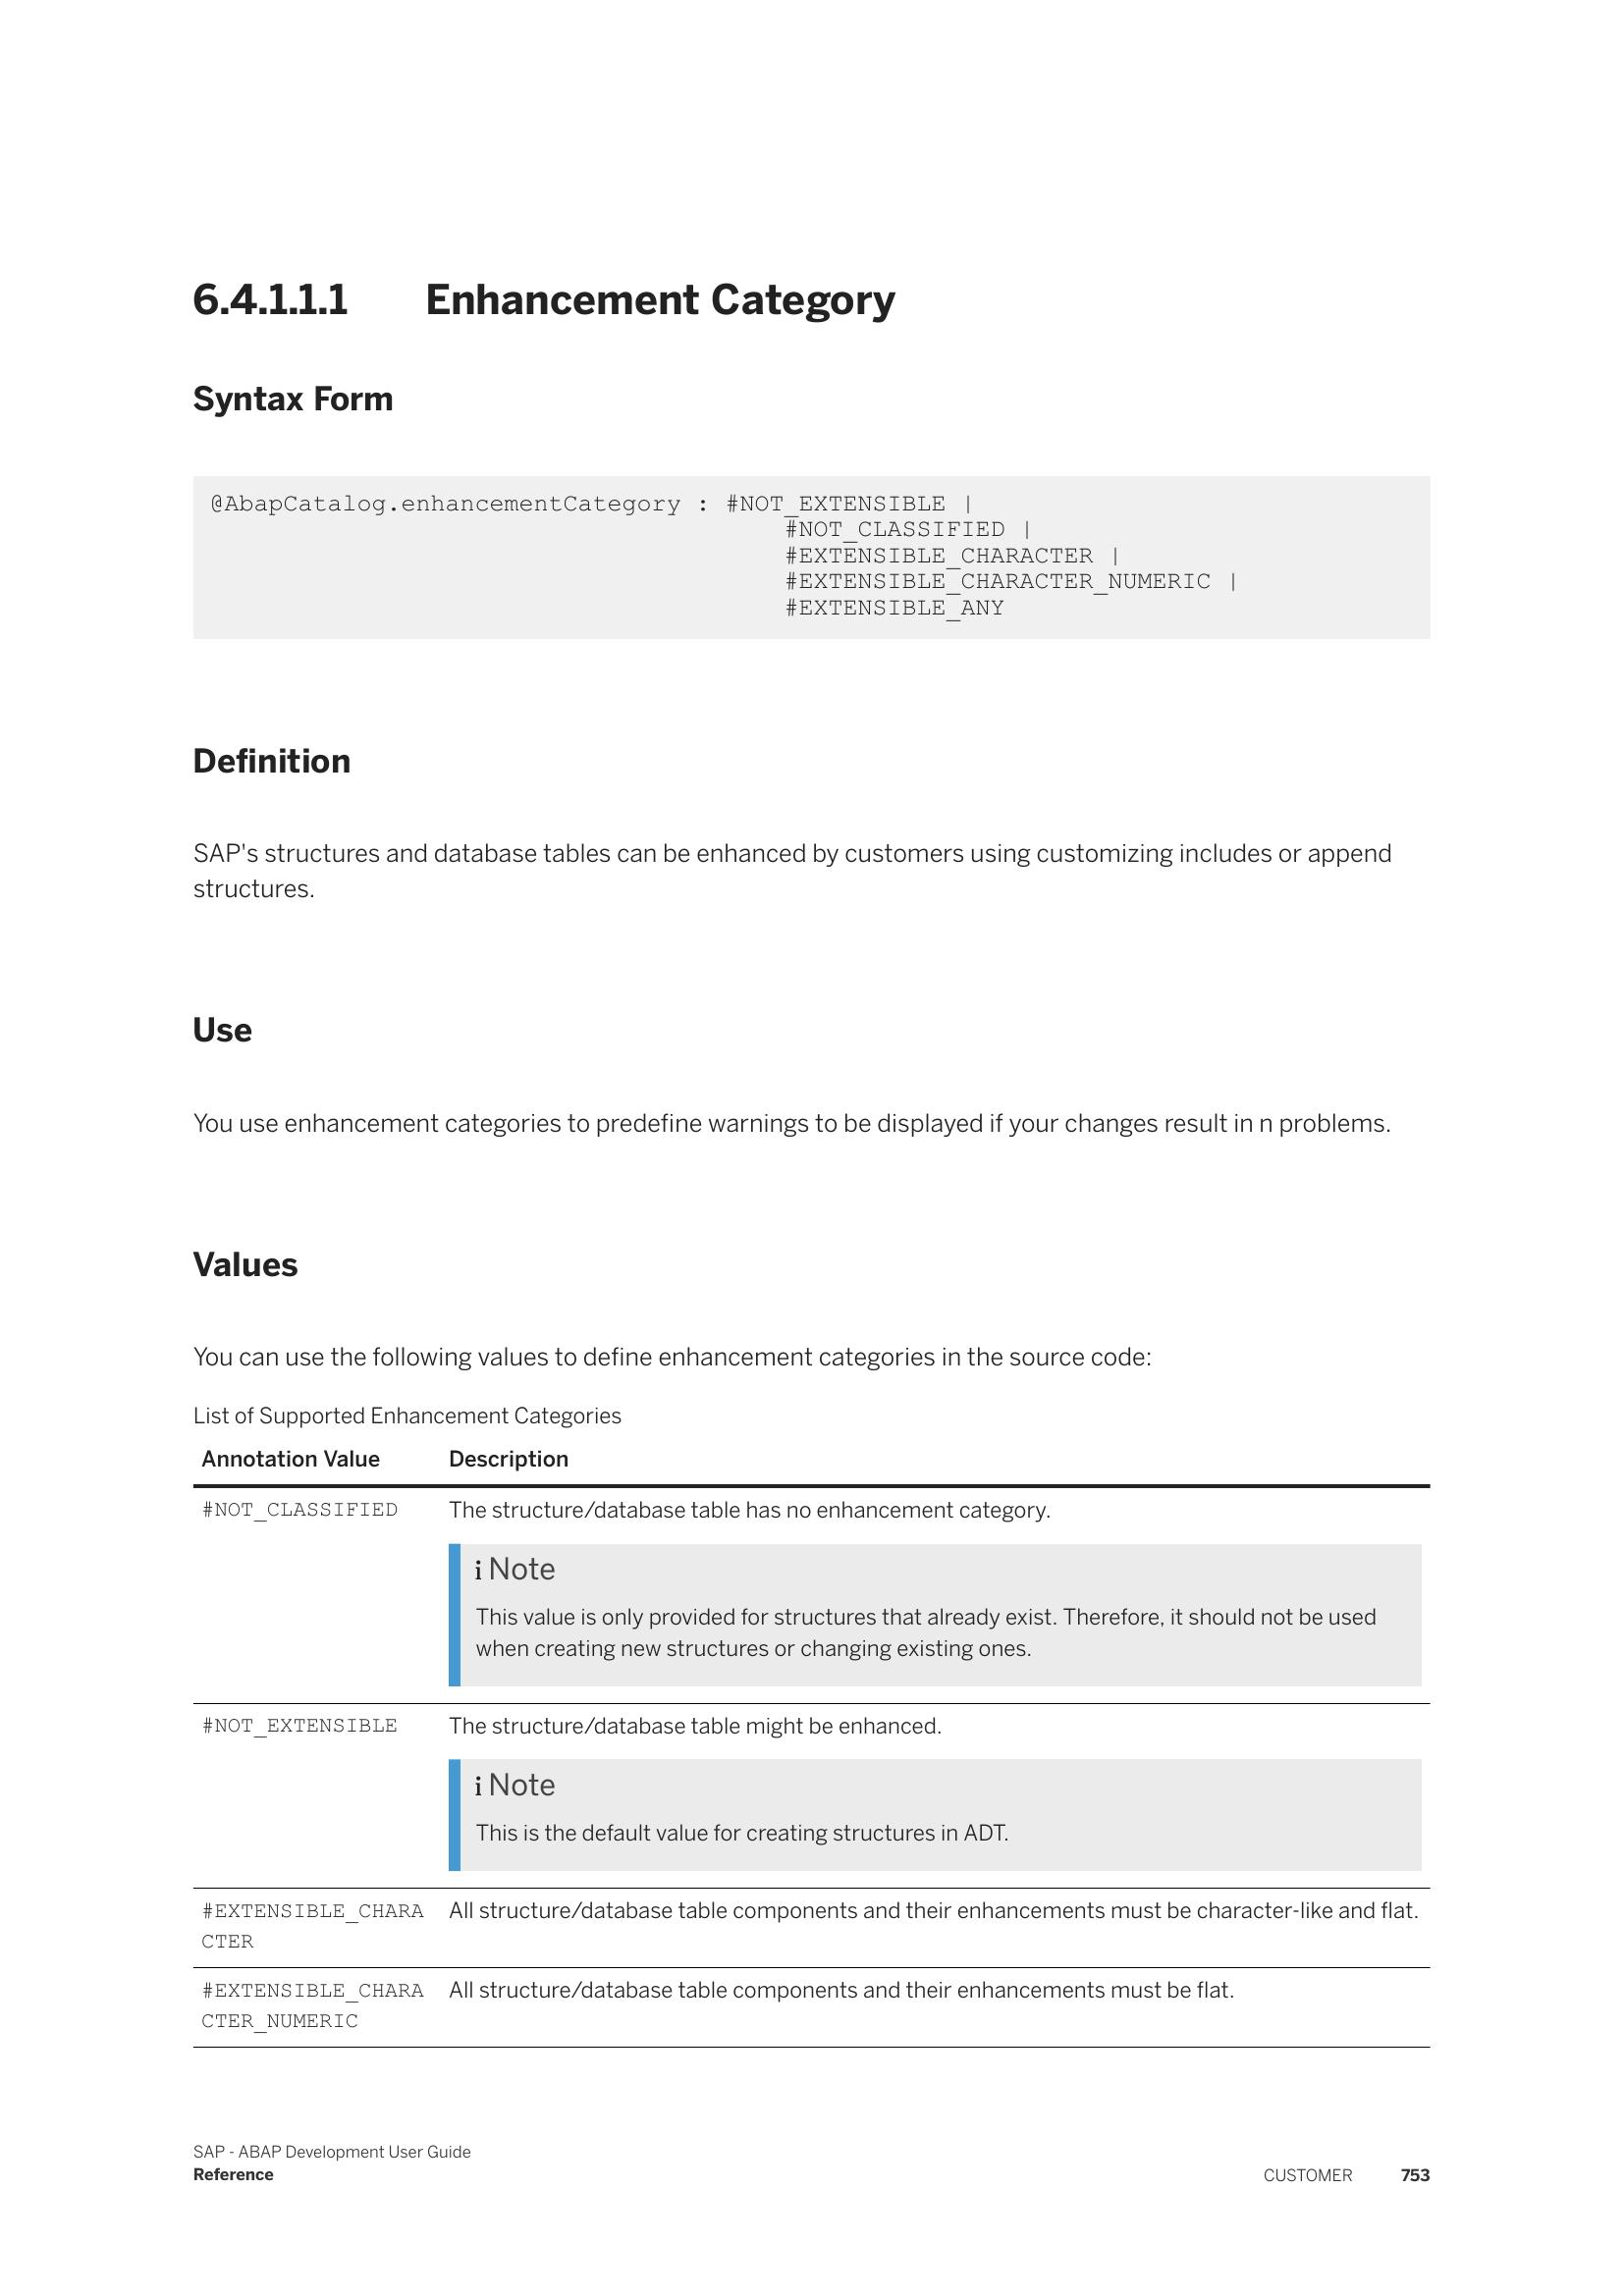 6.4.1.1.1 Enhancement Category
Syntax Form
@AbapCatalog.enhancementCategory : #NOT_EXTENSIBLE |
#NOT_CLASSIFIED |
#EXTENSIBLE_CHARACTER |
#EXTENSIBLE_CHARACTER_NUMERIC |
#EXTENSIBLE_ANY
Definition
SAP's structures and database tables can be enhanced by customers using customizing includes or append
structures.
Use
You use enhancement categories to predefine warnings to be displayed if your changes result in n problems.
Values
You can use the following values to define enhancement categories in the source code:
List of Supported Enhancement Categories
Annotation Value Description
#NOT_CLASSIFIED The structure/database table has no enhancement category.
i Note
This value is only provided for structures that already exist. Therefore, it should not be used
when creating new structures or changing existing ones.
#NOT_EXTENSIBLE The structure/database table might be enhanced.
i Note
This is the default value for creating structures in ADT.
#EXTENSIBLE_CHARA All structure/database table components and their enhancements must be character-like and flat.
CTER
#EXTENSIBLE_CHARA All structure/database table components and their enhancements must be flat.
CTER_NUMERIC
SAP - ABAP Development User Guide
Reference CUSTOMER 753